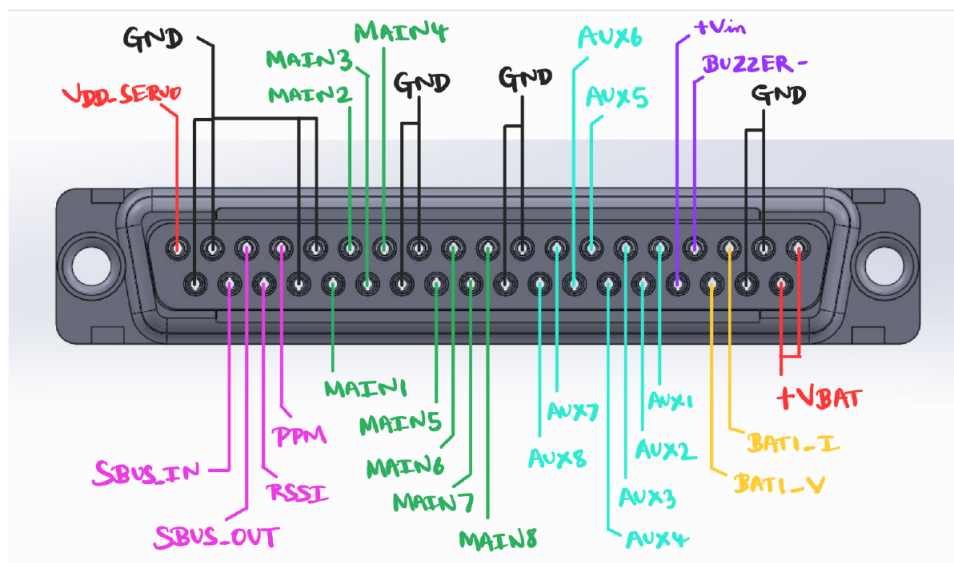 GND
MAIN4
MAIN3
MAIN2
VDD_SERVO
GND
GND
AUX6
AUX5
+Vin
BUZZER-
GND
MAIN1
PPM
SBUS_IN
RSSI
SBUS_OUT
MAIN5
MAIN6
MAIN7
MAIN8
AUX7
AUX8
AUX1
AUX2
AUX3
AUX4
+VBAT
BAT1_I
BAT1_V